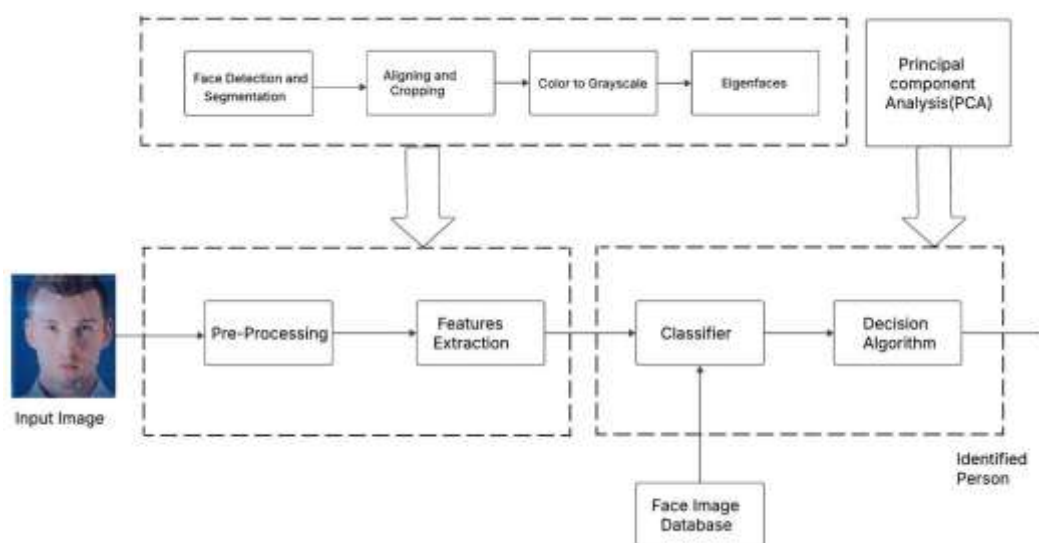 Face Detection and
Segmentation
Aligning and
Cropping
Color to Grayscale
Eigenfaces
Principal
component
Analysis(PCA)
Pre-Processing
Features
Extraction
Classifier
Decision
Algorithm
Input Image
Identified
Person
Face Image
Database